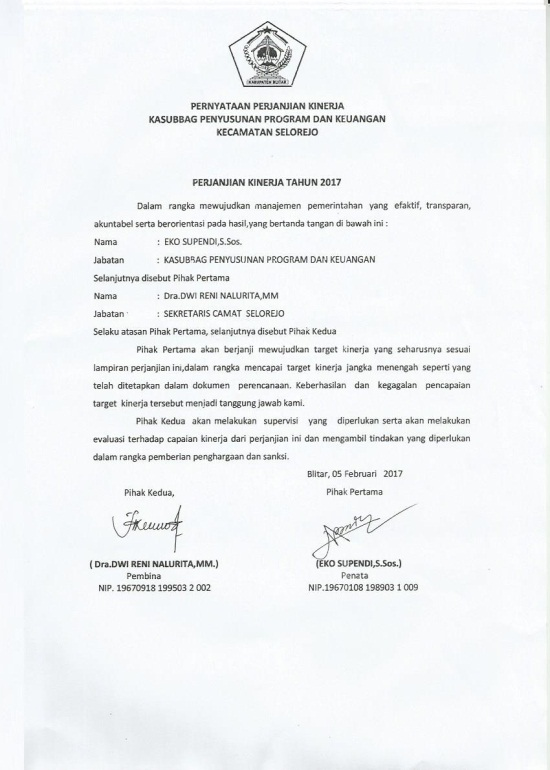 KABUPATEN BLITAR
PERNYATAAN PERJANJIAN KINERJA
KASUBBAG PENYUSUNAN PROGRAM DAN KEUANGAN
KECAMATAN SELOREJO
PERJANJIAN KINERJA TAHUN 2017
Dalam rangka mewujudkan manajemen pemerintahan yang efaktif, transparan,
akuntabel serta berorientasi pada hasil,yang bertanda tangan di bawah ini :
Nama : EKO SUPENDI,S.Sos.
Jabatan : KASUBBAG PENYUSUNAN PROGRAM DAN KEUANGAN
Selanjutnya disebut Pihak Pertama
Nama : Dra.DWI RENI NALURITA,MM
Jabatan : SEKRETARIS CAMAT SELOREJO
Selaku atasan Pihak Pertama, selanjutnya disebut Pihak Kedua
Pihak Pertama akan berjanji mewujudkan target kinerja yang seharusnya sesuai
lampiran perjanjian ini,dalam rangka mencapai target kinerja jangka menengah seperti yang
telah ditetapkan dalam dokumen perencanaan. Keberhasilan dan kegagalan pencapaian
target kinerja tersebut menjadi tanggung jawab kami.
Pihak Kedua akan melakukan supervisi yang diperlukan serta akan melakukan
evaluasi terhadap capaian kinerja dari perjanjian ini dan mengambil tindakan yang diperlukan
dalam rangka pemberian penghargaan dan sanksi.
Blitar, 05 Februari 2017
Pihak Kedua, Pihak Pertama
( Dra.DWI RENI NALURITA,MM.) (EKO SUPENDI,S.Sos.)
Pembina Penata
NIP. 19670918 199503 2 002 NIP.19670108 198903 1 009